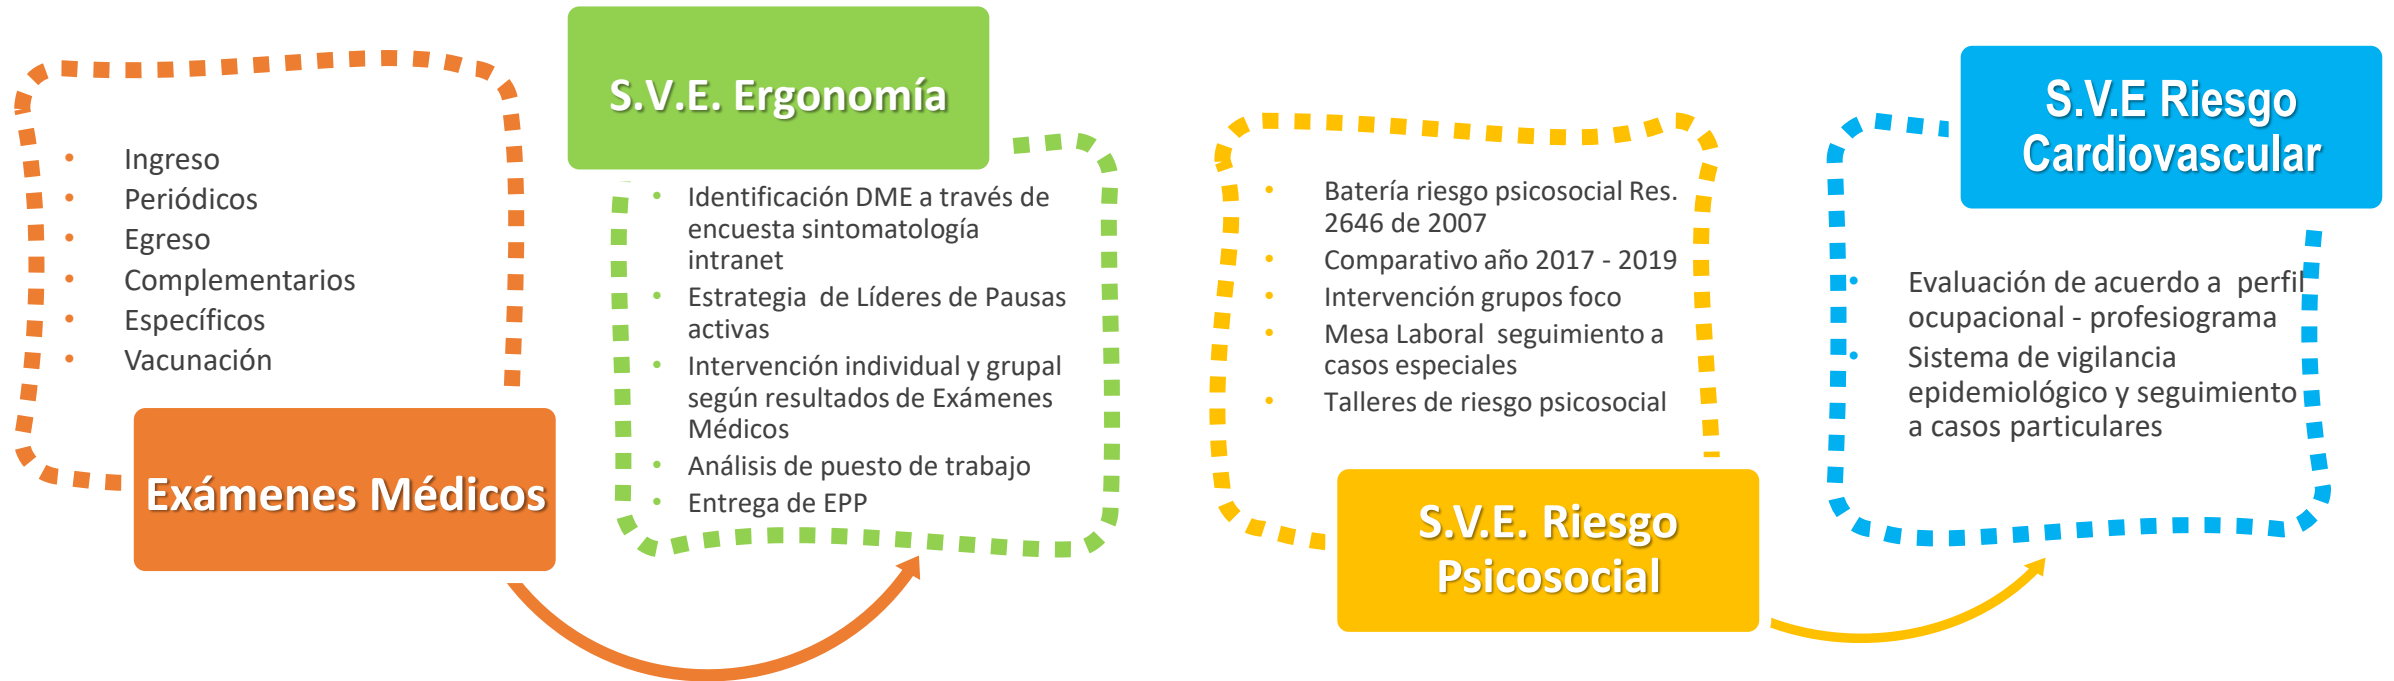 Ingreso
Periódicos
Egreso
Complementarios
Específicos
Vacunación
Exámenes Médicos
S.V.E. Ergonomía
Identificación DME a través de
encuesta sintomatología
intranet
Estrategia  de Líderes de Pausas
activas
Intervención individual y grupal
según resultados de Exámenes
Médicos
Análisis de puesto de trabajo
Entrega de EPP
Batería riesgo psicosocial Res.
2646 de 2007
Comparativo año 2017 - 2019
Intervención grupos foco
Mesa Laboral  seguimiento a
casos especiales
Talleres de riesgo psicosocial
S.V.E. Riesgo
Psicosocial
S.V.E Riesgo
Cardiovascular
Evaluación de acuerdo a  perfil
ocupacional - profesiograma
Sistema de vigilancia
epidemiológico y seguimiento
a casos particulares